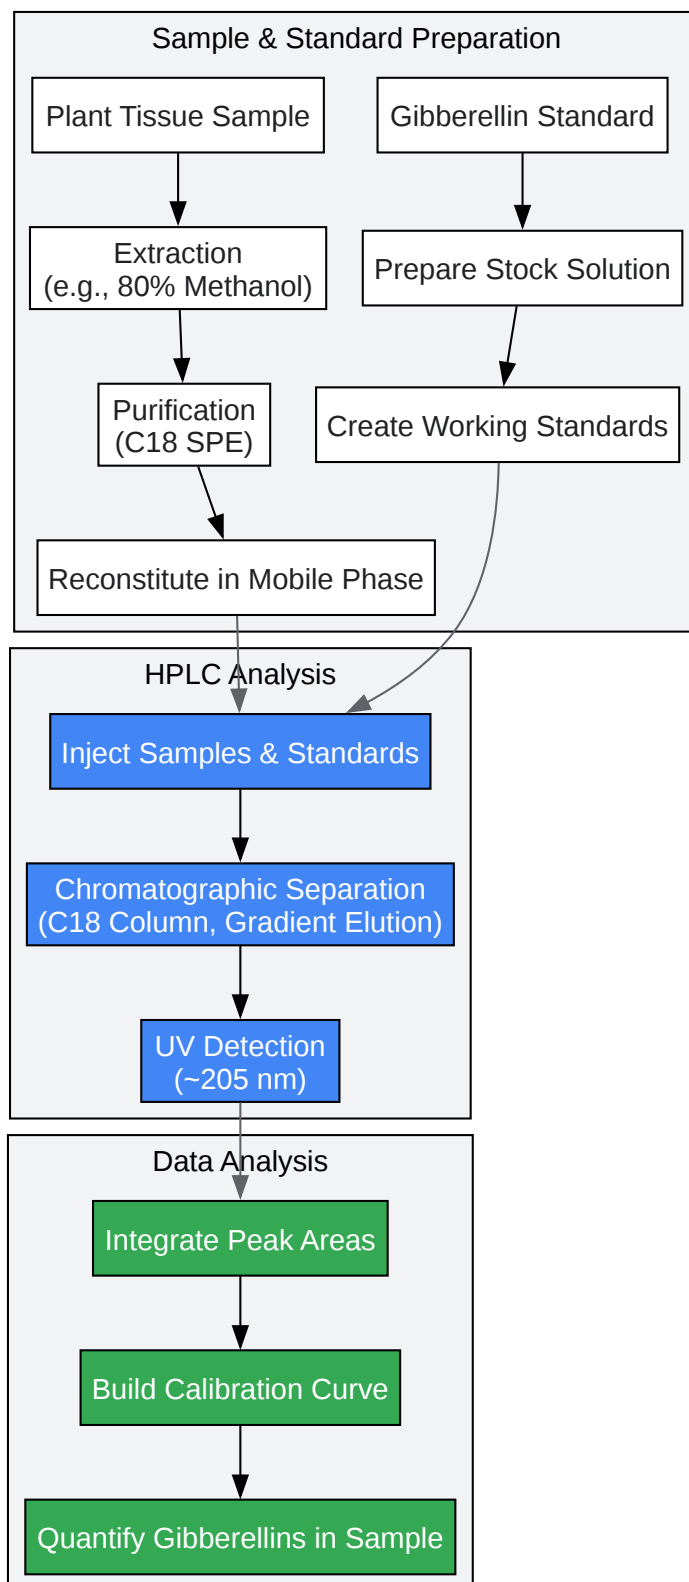 Sample & Standard Preparation
Plant Tissue Sample
Gibberellin Standard
Extraction
(e.g., 80% Methanol)
Prepare Stock Solution
Purification
(C18 SPE)
Create Working Standards
Reconstitute in Mobile Phase
HPLC Analysis
Inject Samples & Standards
Chromatographic Separation
(C18 Column, Gradient Elution)
UV Detection
(~205 nm)
Data Analysis
Integrate Peak Areas
Build Calibration Curve
Quantify Gibberellins in Sample